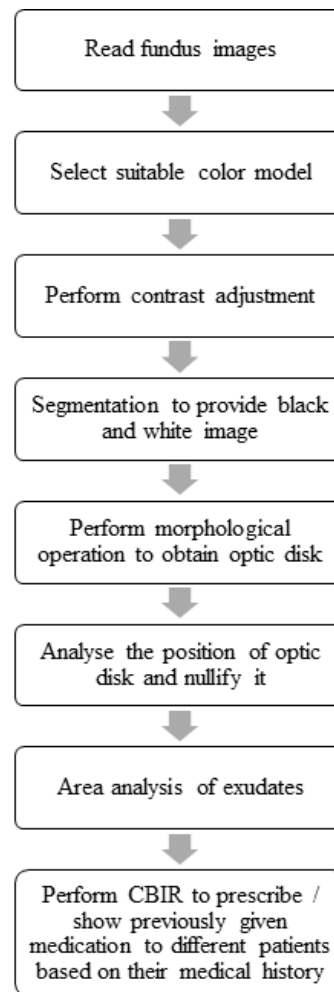 Read fundus images
Select suitable color model
Perform contrast adjustment
Segmentation to provide black
and white image
Perform morphological
operation to obtain optic disk
Analyse the position of optic
disk and nullify it
Area analysis of exudates
Perform CBIR to prescribe /
show previously given
medication to different patients
based on their medical history